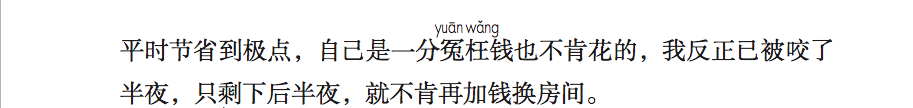 yuān wǎng
平时节省到极点，自己是一分冤枉钱也不肯花的，我反正已被咬了
半夜，只剩下后半夜，就不肯再加钱换房间。